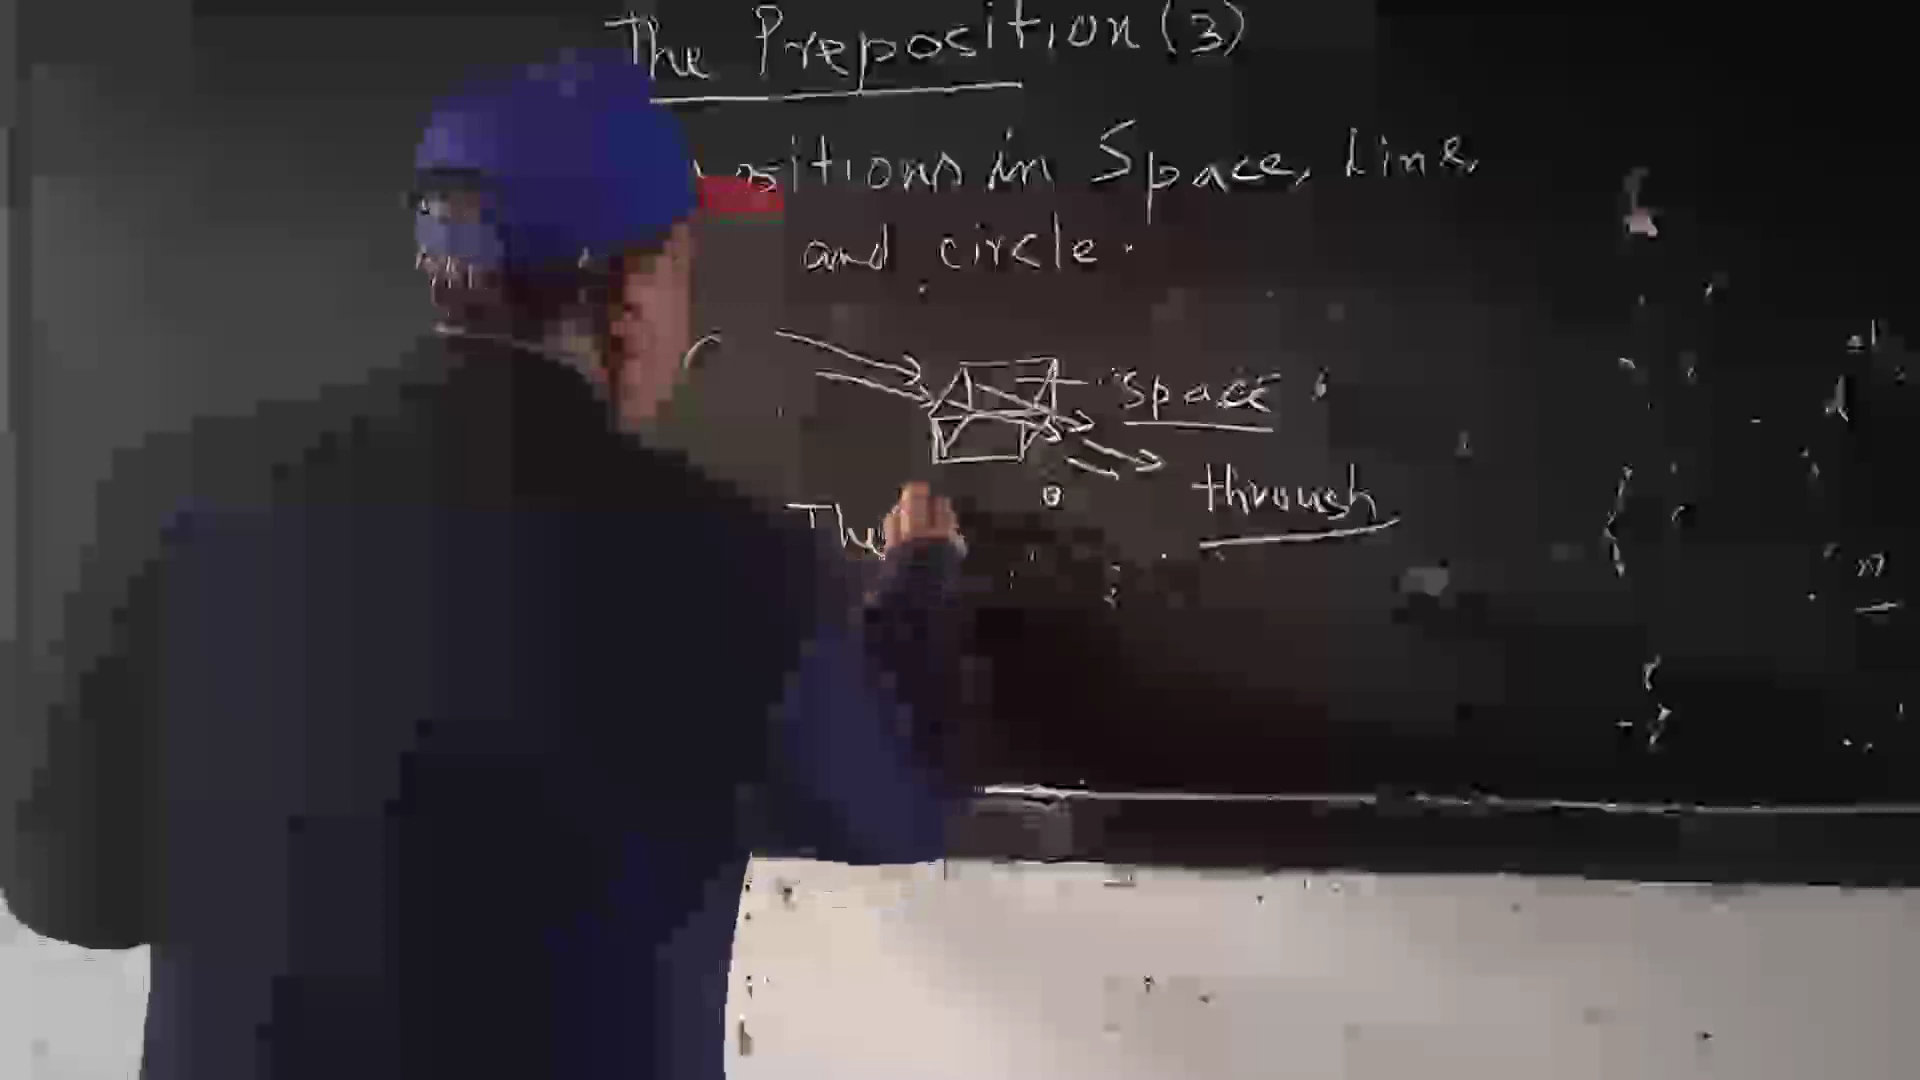 The Preposition (3)
sitions in Space, Line,
and circle.
Space
through
The